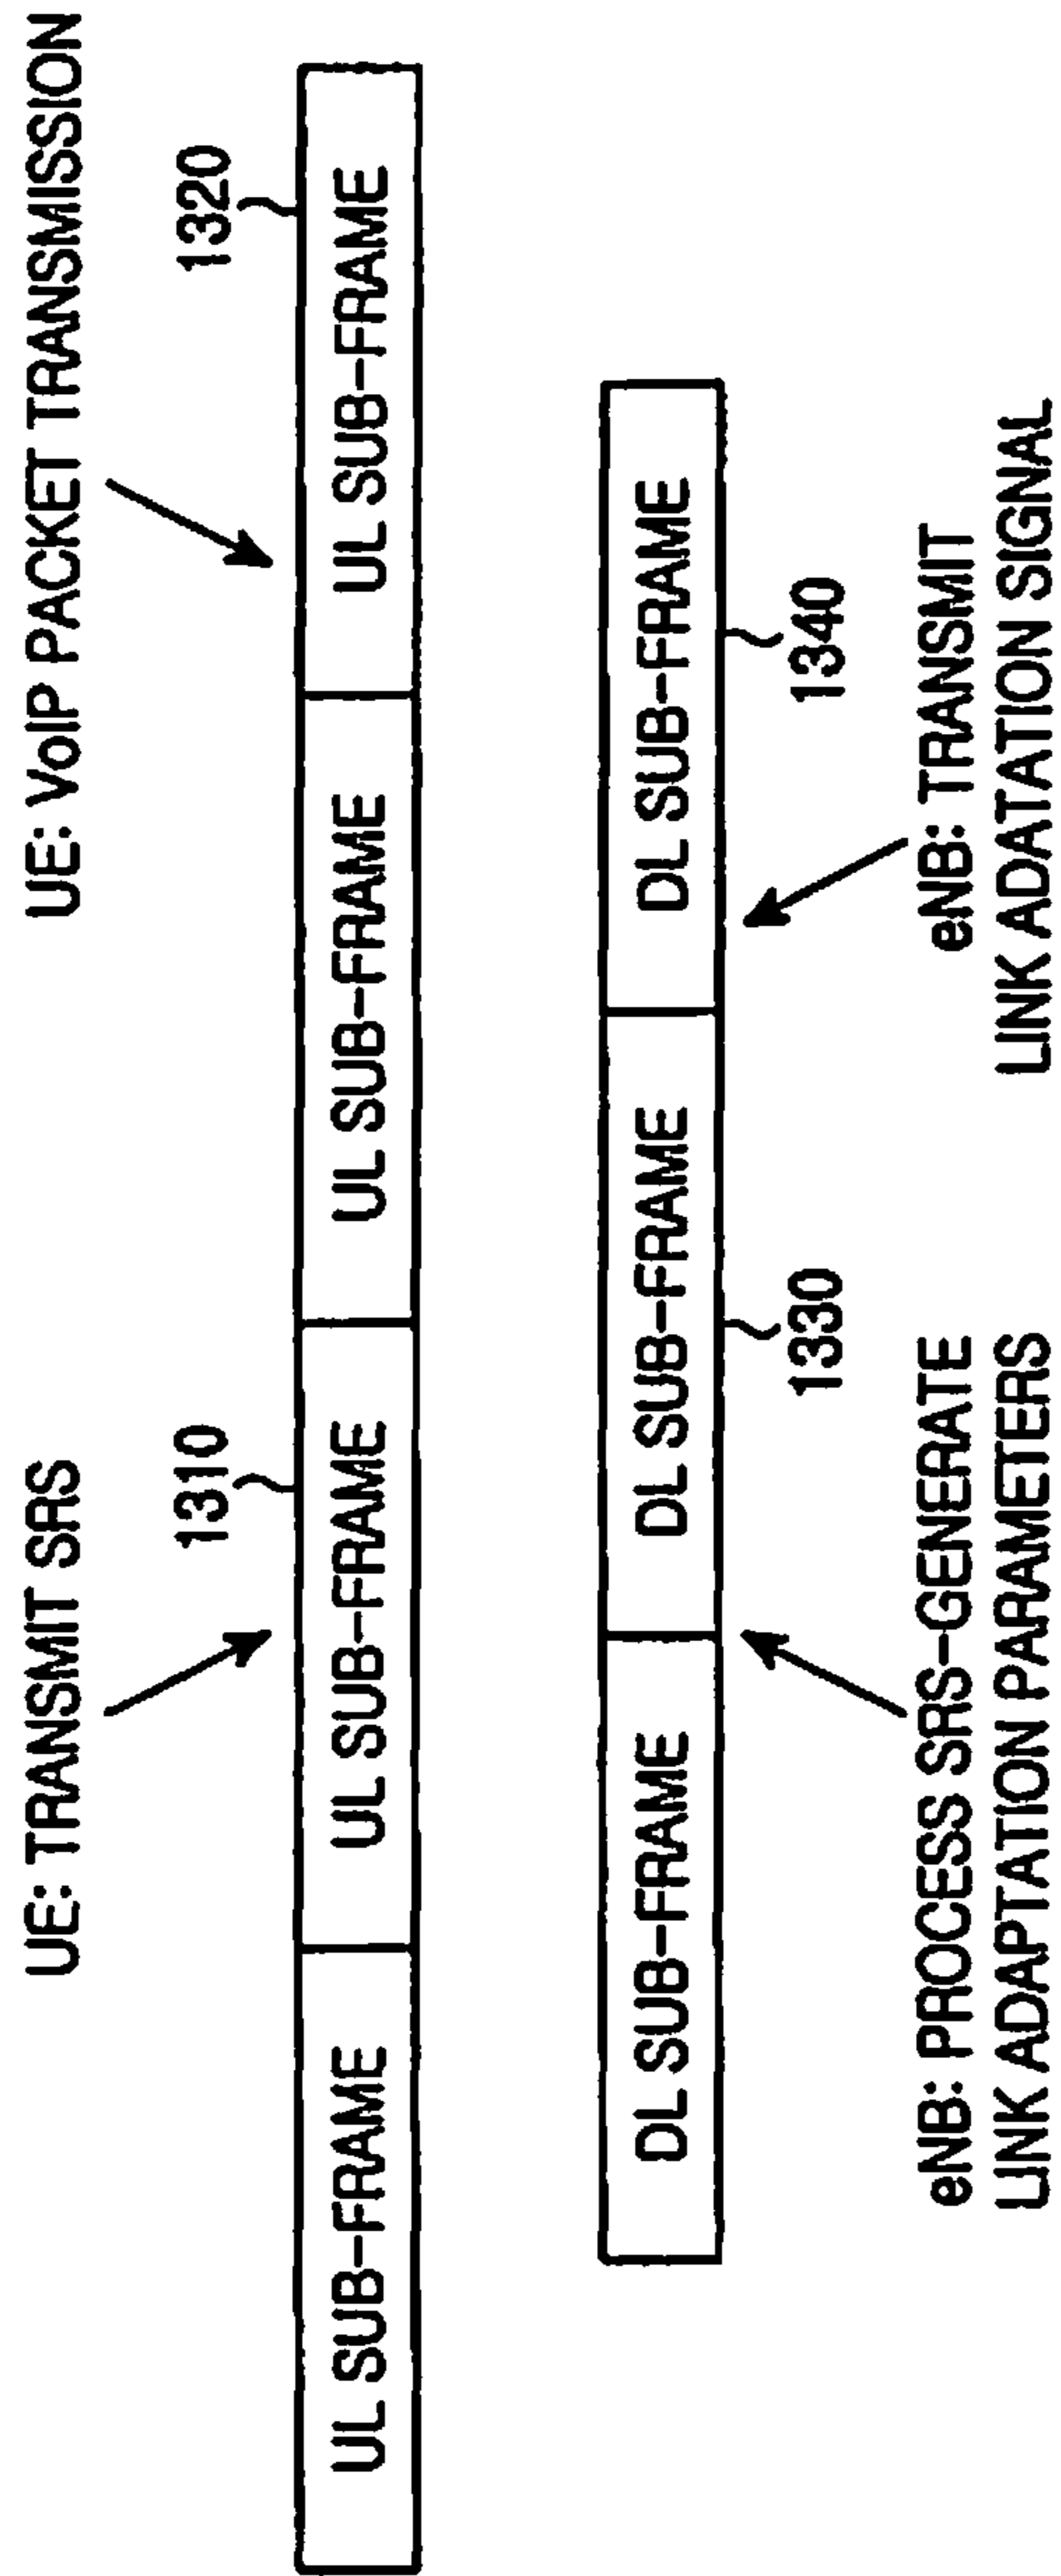 UE: TRANSMIT SRS
UE: VoIP PACKET TRANSMISSION
1310
1320
UL SUB-FRAME
UL SUB-FRAME
UL SUB-FRAME
UL SUB-FRAME
DL SUB-FRAME
DL SUB-FRAME
DL SUB-FRAME
1330
1340
eNB: PROCESS SRS-GENERATE
LINK ADAPTATION PARAMETERS
eNB: TRANSMIT
LINK ADATATION SIGNAL